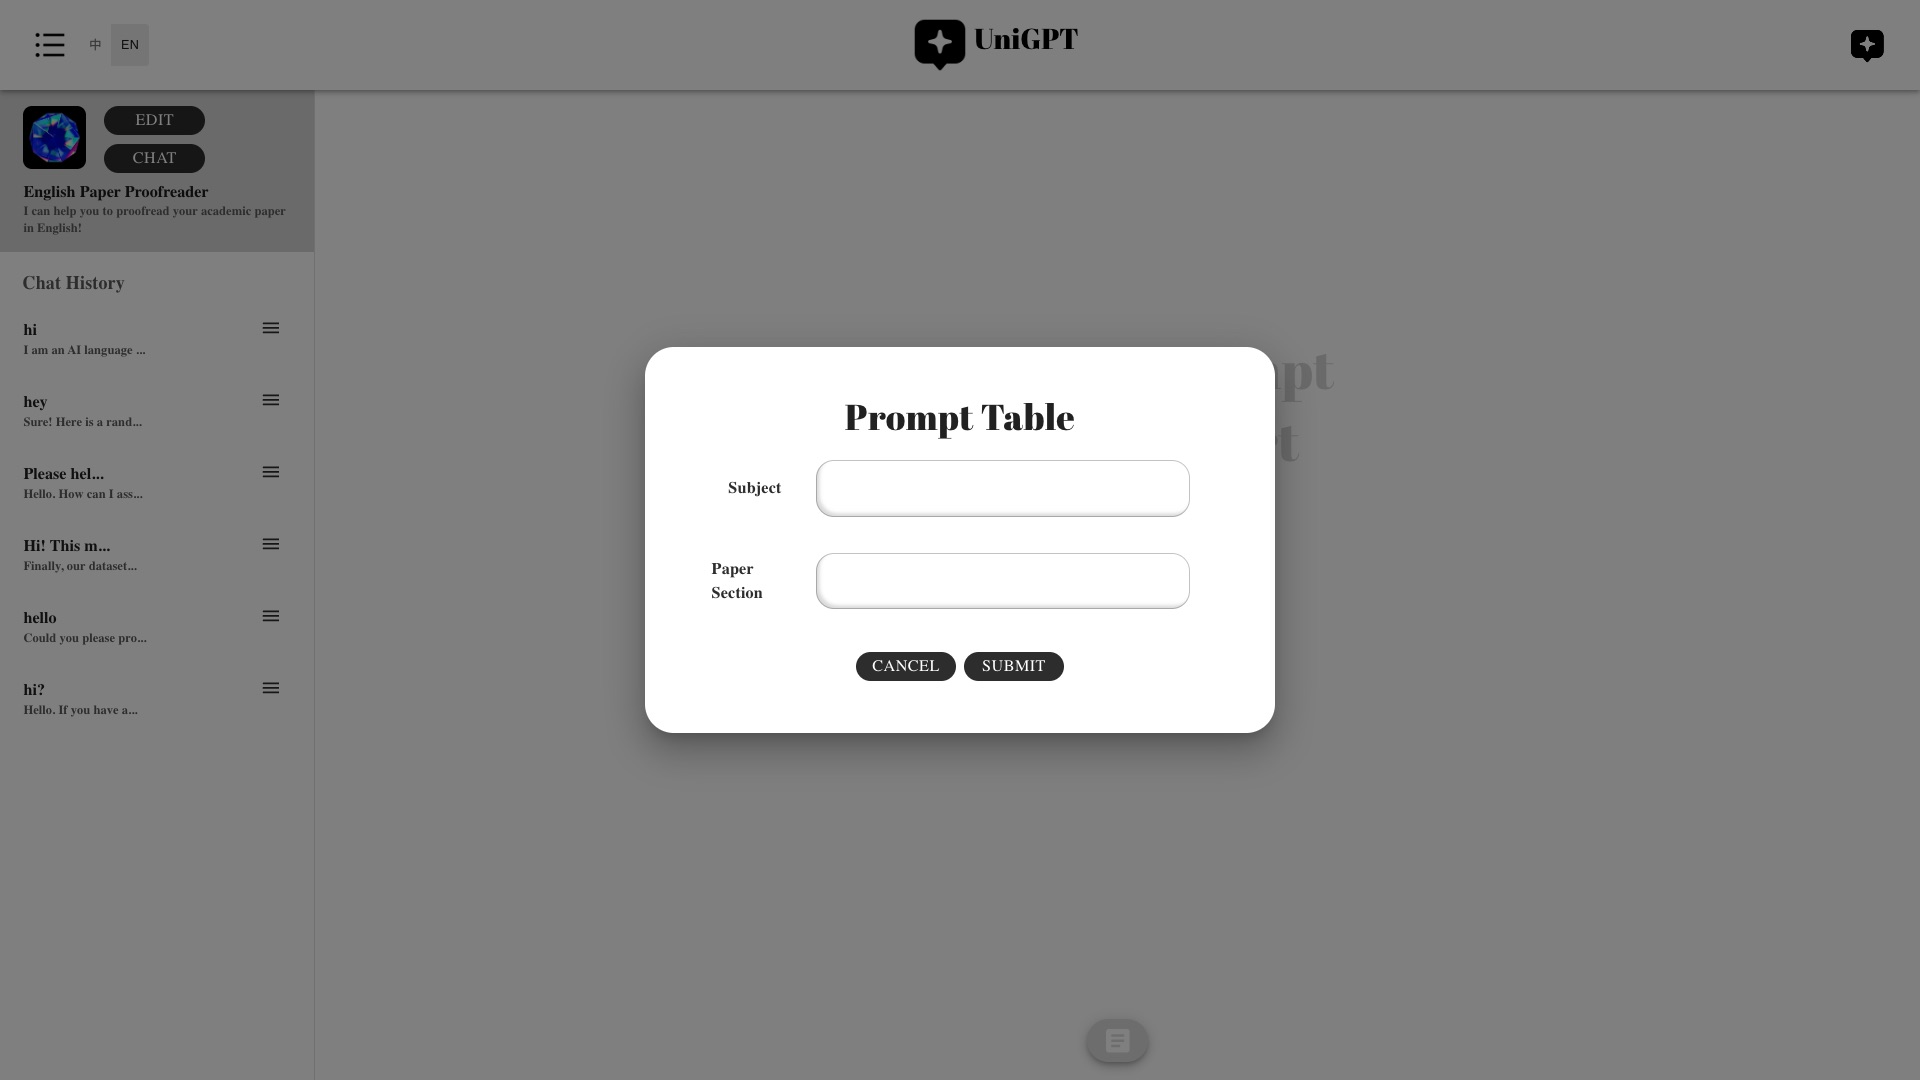 中 EN
UniGPT
EDIT
CHAT
English Paper Proofreader
I can help you to proofread your academic paper
in English!
Chat History
hi
I am an AI language ...
hey
Sure! Here is a rand...
Please hel...
Hello. How can I ass...
Hi! This m...
Finally, our dataset...
hello
Could you please pro...
hi?
Hello. If you have a...
Prompt Table
Subject
Paper
Section
CANCEL SUBMIT